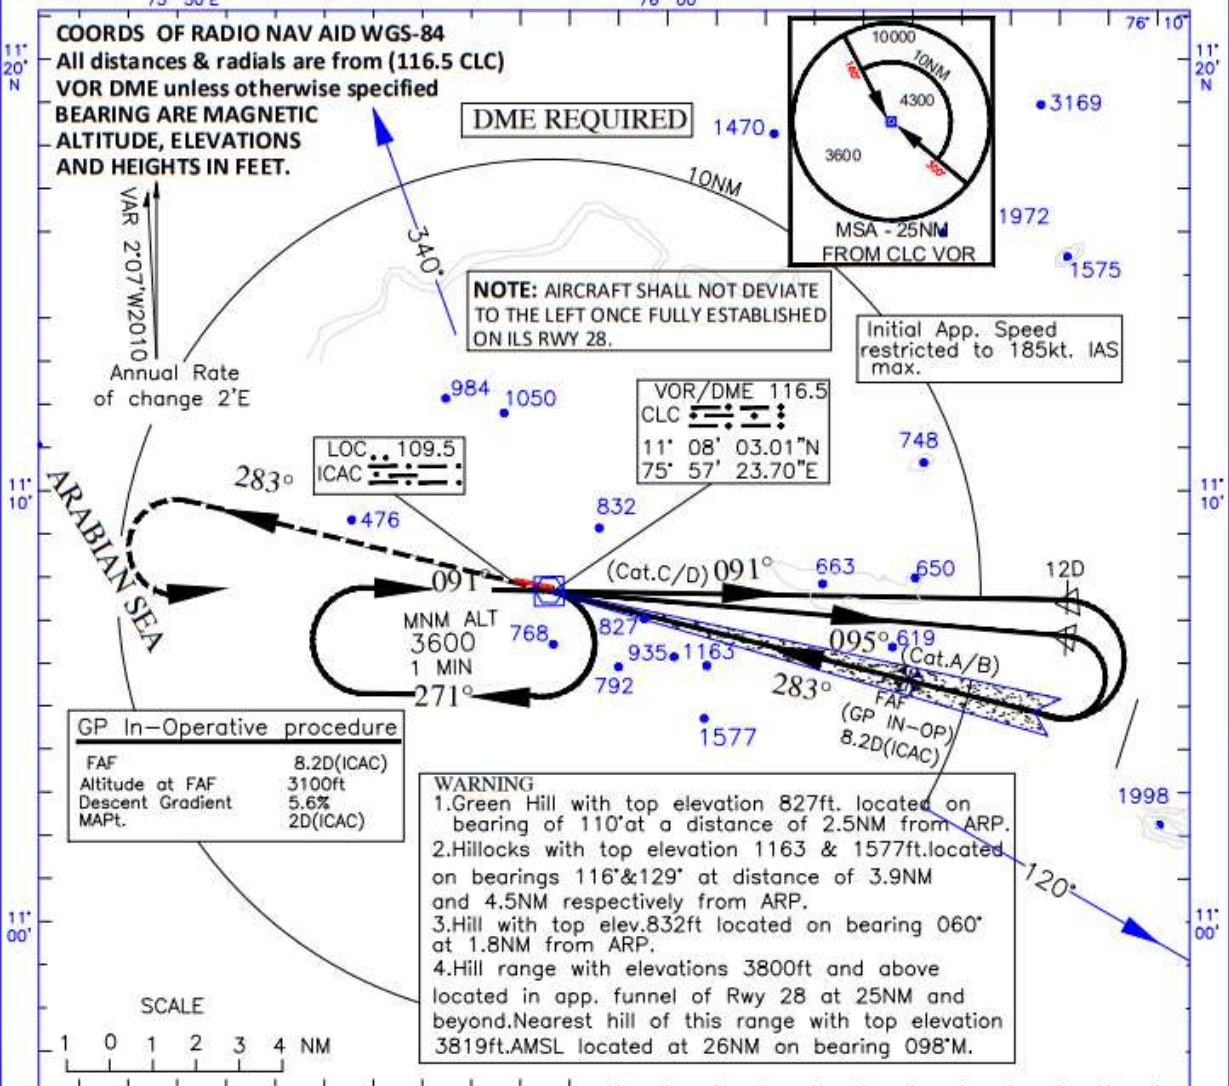 75° 50'E
76° 00'
76° 10'
11°
20'
N
11°
20'
N
COORDS OF RADIO NAV AID WGS-84
All distances & radials are from (116.5 CLC)
VOR DME unless otherwise specified
BEARING ARE MAGNETIC
ALTITUDE, ELEVATIONS
AND HEIGHTS IN FEET.
DME REQUIRED
1470
10000
10NM
180°
4300
3600
300°
MSA - 25NM
FROM CLC VOR
3169
1972
1575
10NM
VAR 2°07'W2010
340°
NOTE: AIRCRAFT SHALL NOT DEVIATE
TO THE LEFT ONCE FULLY ESTABLISHED
ON ILS RWY 28.
Initial App. Speed
restricted to 185kt. IAS
max.
Annual Rate
of change 2'E
984
1050
VOR/DME 116.5
CLC
11° 08' 03.01"N
75° 57' 23.70"E
748
LOC 109.5
ICAC
11°
10'
11°
10'
ARABIAN SEA
283°
476
832
091°
(Cat.C/D) 091°
663
650
12D
MNM ALT
3600
1 MIN
271°
768
827
935
1163
792
1577
095°
619
(Cat.A/B)
283°
FAF
(GP IN-OP)
8.2D(ICAC)
GP In-Operative procedure
FAF 8.2D(ICAC)
Altitude at FAF 3100ft
Descent Gradient 5.6%
MAPt. 2D(ICAC)
1998
120°
WARNING
1.Green Hill with top elevation 827ft. located on
bearing of 110°at a distance of 2.5NM from ARP.
2.Hillocks with top elevation 1163 & 1577ft.located
on bearings 116°&129° at distance of 3.9NM
and 4.5NM respectively from ARP.
3.Hill with top elev.832ft located on bearing 060°
at 1.8NM from ARP.
4.Hill range with elevations 3800ft and above
located in app. funnel of Rwy 28 at 25NM and
beyond.Nearest hill of this range with top elevation
3819ft.AMSL located at 26NM on bearing 098°M.
11°
00'
11°
00'
SCALE
1 0 1 2 3 4 NM